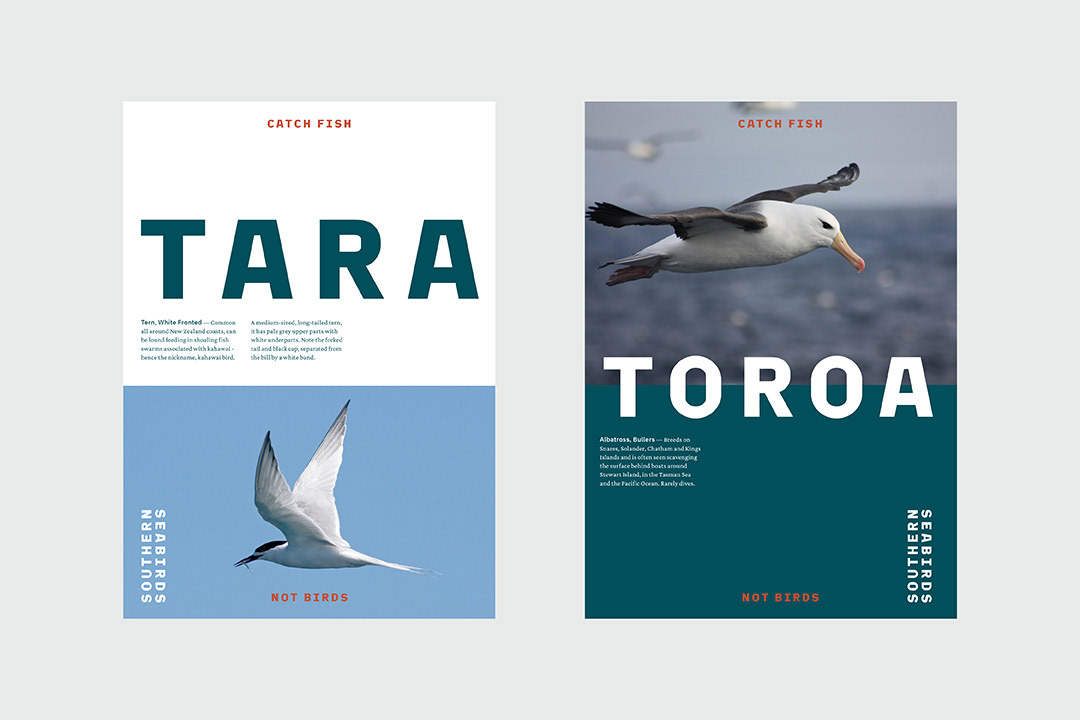 CATCH FISH
TARA
Tern, White Fronted — Common
all around New Zealand coasts, can
be found feeding in shoaling fish
swarms associated with kahawai -
hence the nickname, kahawai bird.
A medium-sized, long-tailed tern,
it has pale grey upper parts with
white underparts. Note the forked
tail and black cap, separated from
the bill by a white band.
SOUTHERN
SEABIRDS
NOT BIRDS
CATCH FISH
TOROA
Albatross, Bullers — Breeds on
Snares, Solander, Chatham and Kings
Islands and is often seen scavenging
the surface behind boats around
Stewart Island, in the Tasman Sea
and the Pacific Ocean. Rarely dives.
SOUTHERN
SEABIRDS
NOT BIRDS